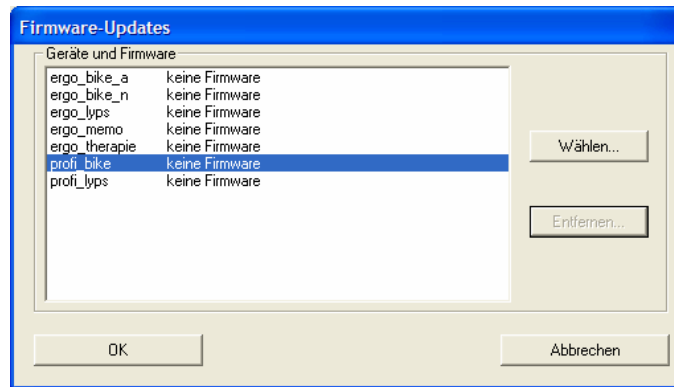 Firmware-Updates
Geräte und Firmware
ergo_bike_a keine Firmware
ergo_bike_n keine Firmware
ergo_lyps keine Firmware
ergo_memo keine Firmware
ergo_therapie keine Firmware
profi_bike keine Firmware
profi_lyps keine Firmware
Wählen...
Entfernen...
OK
Abbrechen